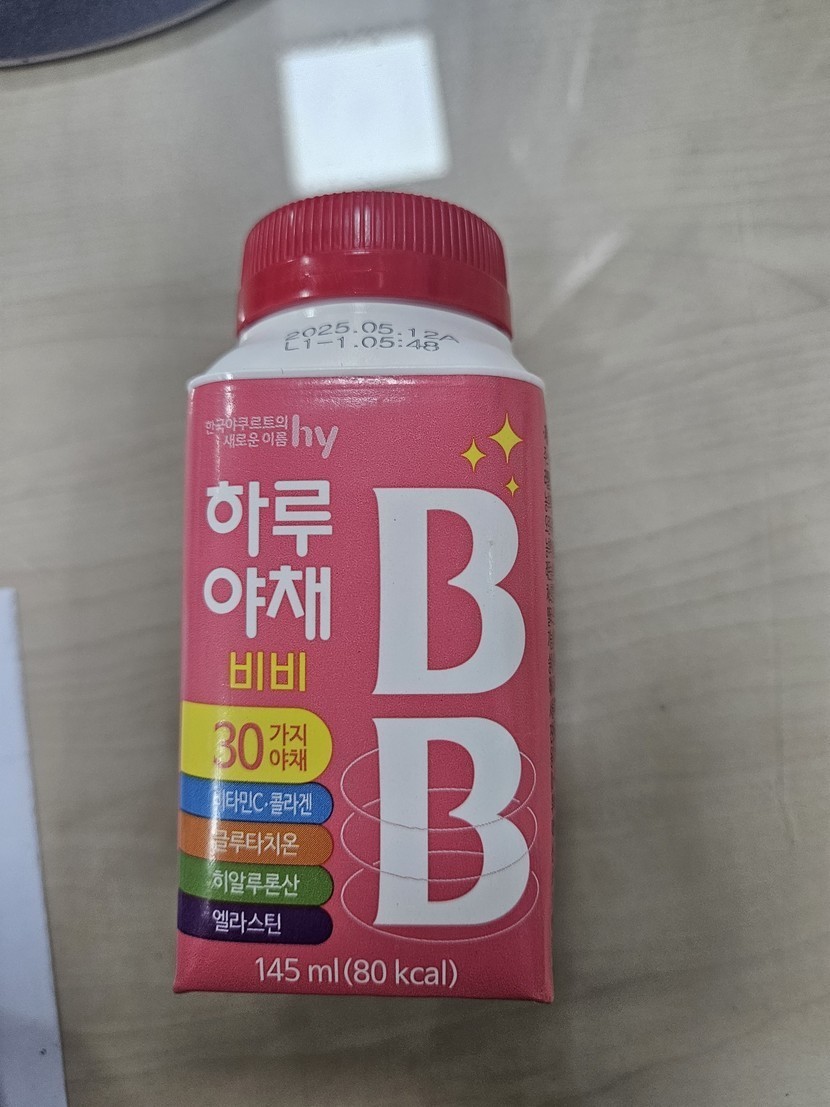 2025.05.12A
L1-1.05:48
한국야쿠르트의
새로운 이름 hy
하루
야채
비비
BB
30 가지
야채
비타민C·콜라겐
글루타치온
히알루론산
엘라스틴
145 ml(80 kcal)